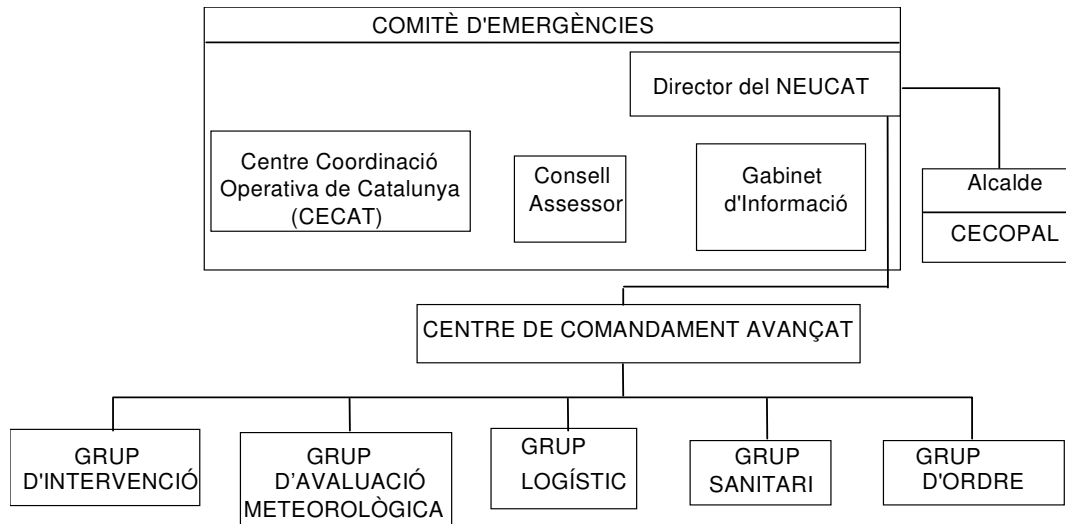 COMITÈ D'EMERGÈNCIES
Director del NEUCAT
Centre Coordinació
Operativa de Catalunya
(CECAT)
Consell
Assessor
Gabinet
d'Informació
Alcalde
CECOPAL
CENTRE DE COMANDAMENT AVANÇAT
GRUP
D'INTERVENCIÓ
GRUP
D'AVALUACIÓ
METEOROLÒGICA
GRUP
LOGÍSTIC
GRUP
SANITARI
GRUP
D'ORDRE